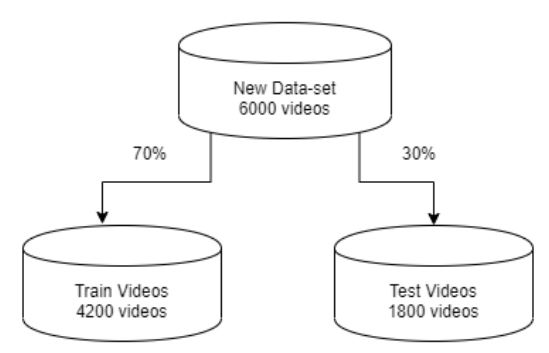 New Data-set
6000 videos
70%
30%
Train Videos
4200 videos
Test Videos
1800 videos